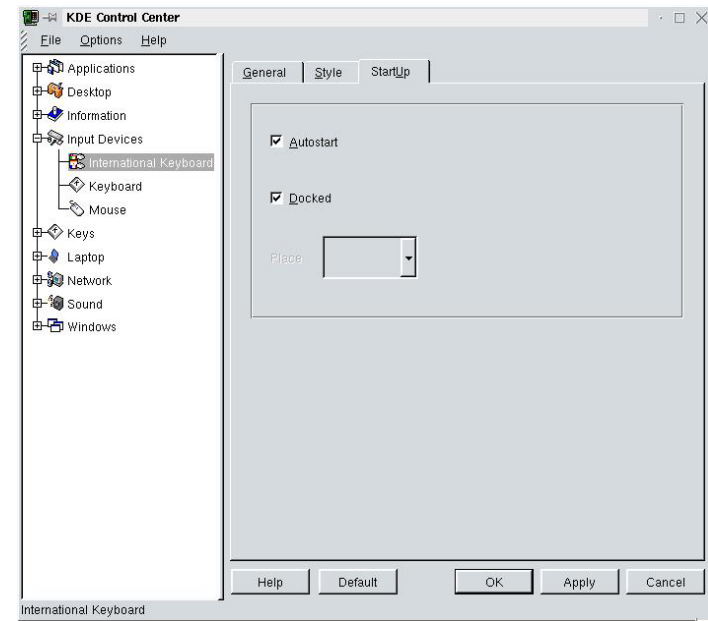 KDE Control Center
File Options Help
Applications
Desktop
Information
Input Devices
International Keyboard
Keyboard
Mouse
Keys
Laptop
Network
Sound
Windows
General Style StartUp
Autostart
Docked
Place
Help Default OK Apply Cancel
International Keyboard